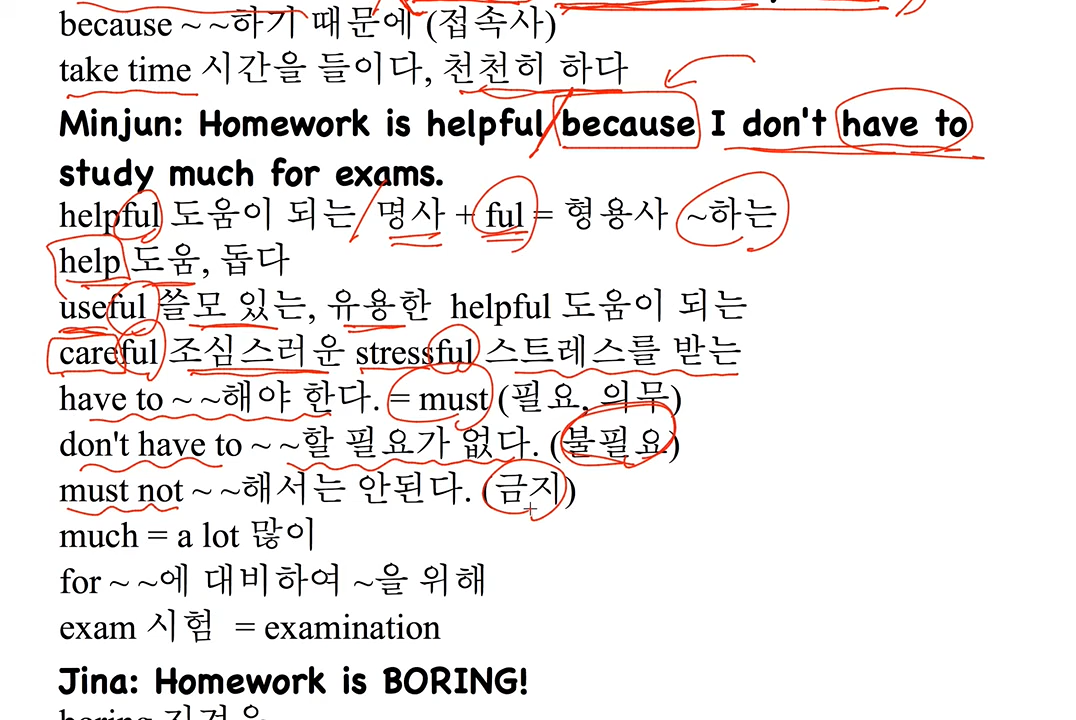 because ~ ~하기 때문에 (접속사)
take time 시간을 들이다, 천천히 하다
Minjun: Homework is helpful because I don't have to
study much for exams.
helpful 도움이 되는 명사 + ful = 형용사 ~하는
help 도움, 돕다
useful 쓸모 있는, 유용한 helpful 도움이 되는
careful 조심스러운 stressful 스트레스를 받는
have to ~ ~해야 한다. = must (필요, 의무)
don't have to ~ ~할 필요가 없다. (불필요)
must not ~ ~해서는 안된다. (금지)
much = a lot 많이
for ~ ~에 대비하여 ~을 위해
exam 시험 = examination
Jina: Homework is BORING!
boring 지겨운